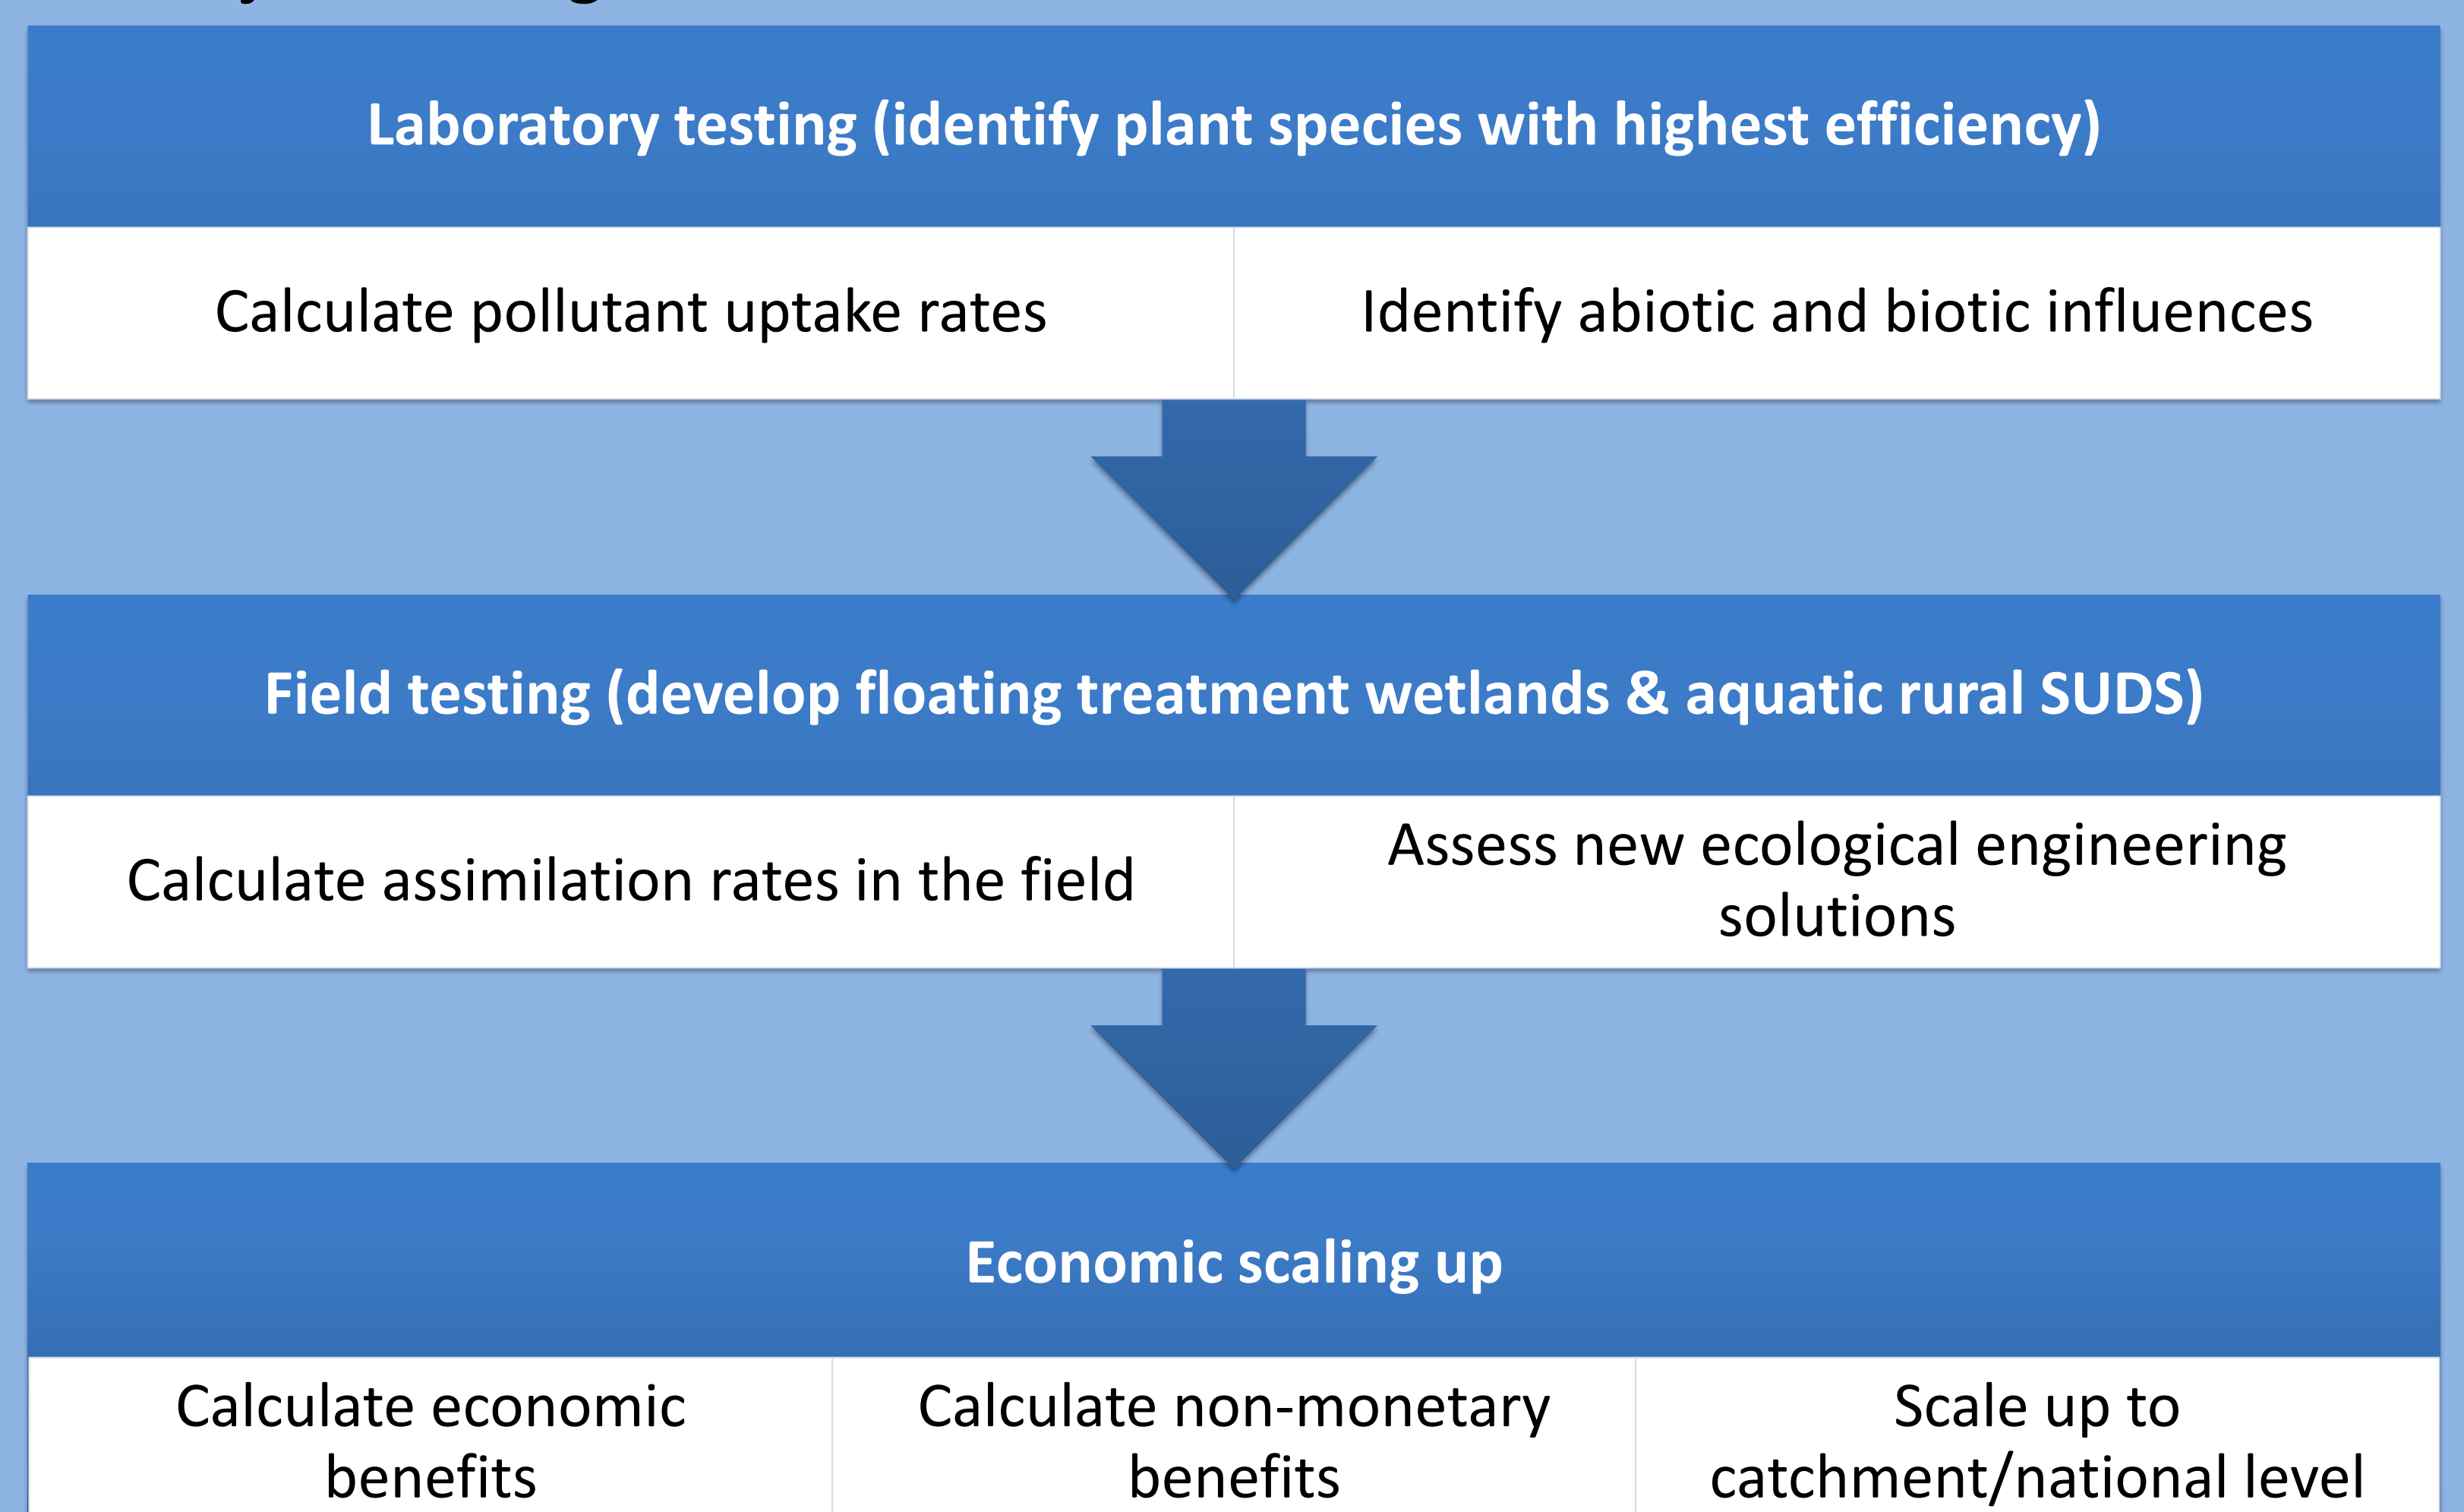 Laboratory testing (identify plant species with highest efficiency)
Calculate pollutant uptake rates
Identify abiotic and biotic influences
Field testing (develop floating treatment wetlands & aquatic rural SUDS)
Calculate assimilation rates in the field
Assess new ecological engineering
solutions
Economic scaling up
Calculate economic
benefits
Calculate non-monetary
benefits
Scale up to
catchment/national level